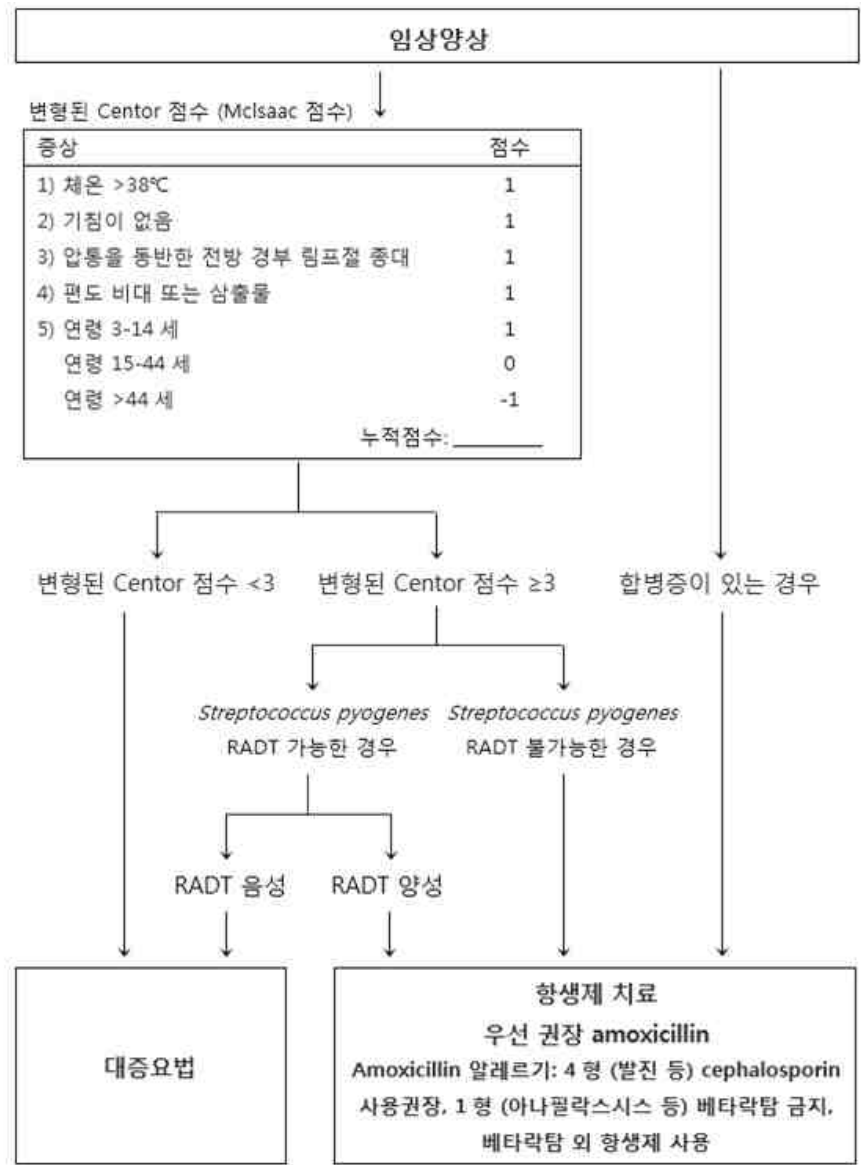 임상양상
변형된 Centor 점수 (McIsaac 점수)
증상 점수
1) 체온 >38℃ 1
2) 기침이 없음 1
3) 압통을 동반한 전방 경부 림프절 종대 1
4) 편도 비대 또는 삼출물 1
5) 연령 3-14 세 1
연령 15-44 세 0
연령 >44 세 -1
누적점수: ________
변형된 Centor 점수 <3 변형된 Centor 점수 ≥3 합병증이 있는 경우
Streptococcus pyogenes Streptococcus pyogenes
RADT 가능한 경우 RADT 불가능한 경우
RADT 음성 RADT 양성
대증요법
항생제 치료
우선 권장 amoxicillin
Amoxicillin 알레르기: 4 형 (발진 등) cephalosporin
사용권장, 1 형 (아나필락스시스 등) 베타락탐 금지,
베타락탐 외 항생제 사용